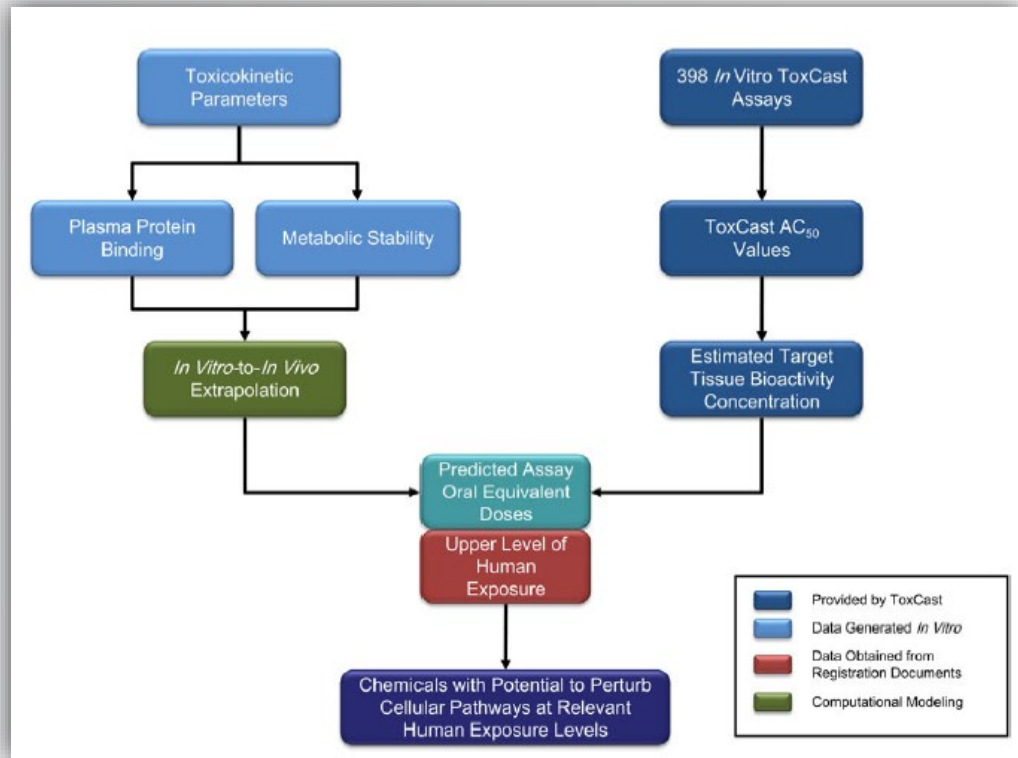 Toxicokinetic
Parameters
398 In Vitro ToxCast
Assays
Plasma Protein
Binding
Metabolic Stability
ToxCast AC₅₀
Values
In Vitro-to-In Vivo
Extrapolation
Estimated Target
Tissue Bioactivity
Concentration
Predicted Assay
Oral Equivalent
Doses
Upper Level of
Human
Exposure
Chemicals with Potential to Perturb
Cellular Pathways at Relevant
Human Exposure Levels
Provided by ToxCast
Data Generated In Vitro
Data Obtained from
Registration Documents
Computational Modeling